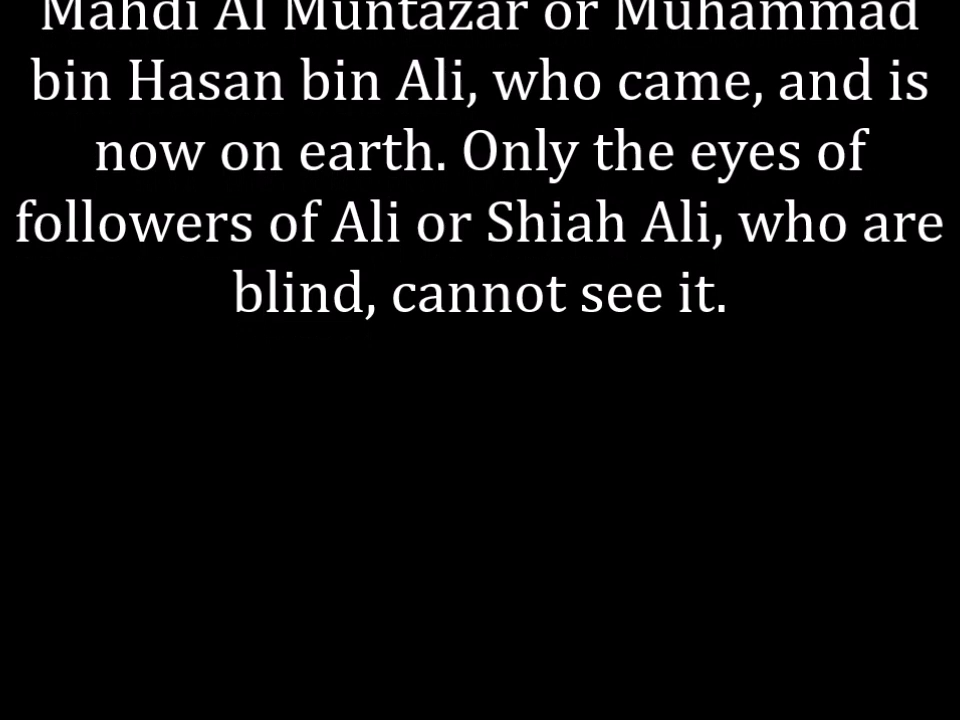 Mahdi Al Muntazar or Muhammad
bin Hasan bin Ali, who came, and is
now on earth. Only the eyes of
followers of Ali or Shiah Ali, who are
blind, cannot see it.